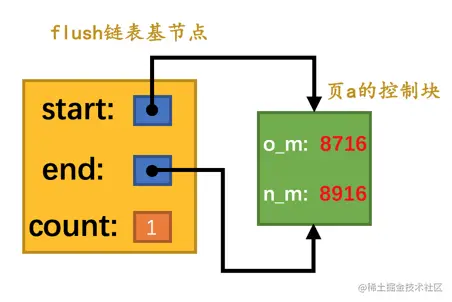 flush链表基节点
start:
end:
count: 1
页a的控制块
o_m: 8716
n_m: 8916
@稀土掘金技术社区